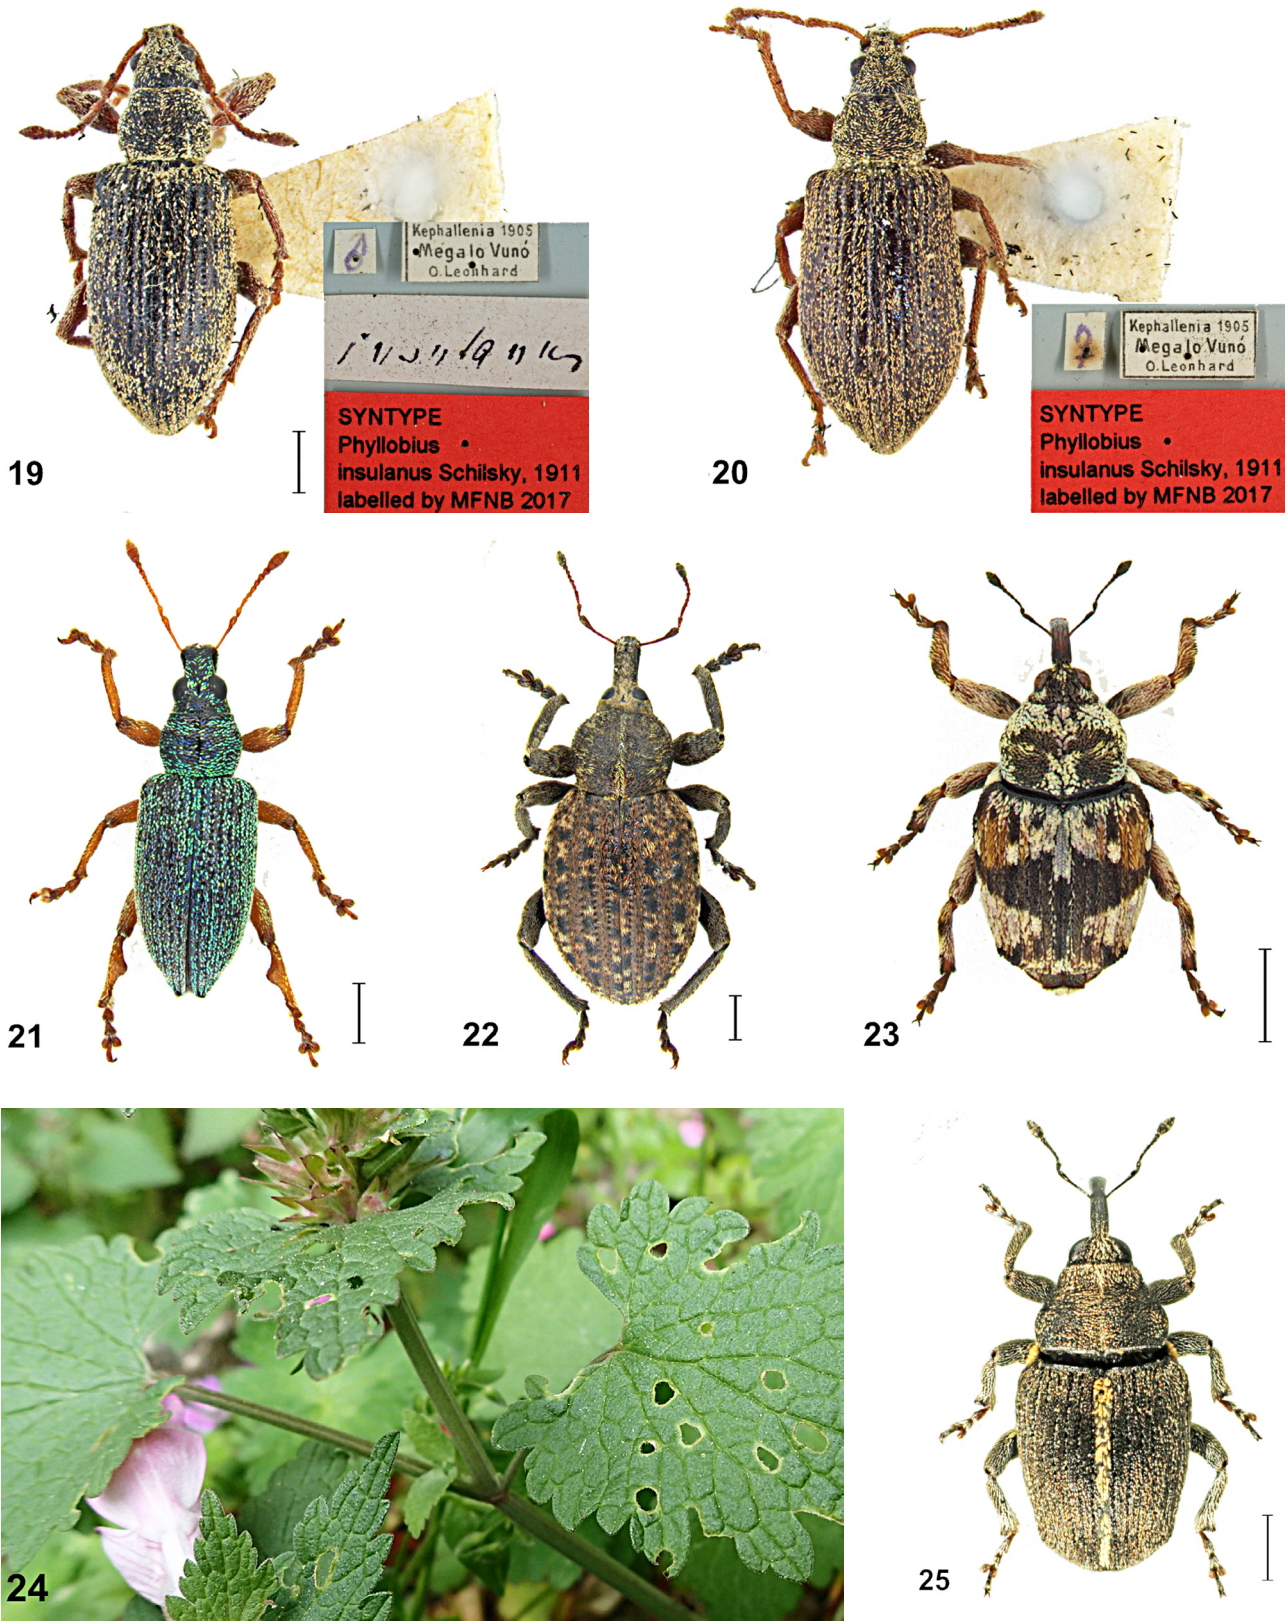 Kephallenia 1905
Megalo Vunó
O. Leonhard
insulanus
SYNTYPE
Phyllobius
insulanus Schilsky, 1911
labelled by MFNB 2017
19
Kephallenia 1905
Megalo Vunó
O. Leonhard
SYNTYPE
Phyllobius
insulanus Schilsky, 1911
labelled by MFNB 2017
20
21
22
23
24
25